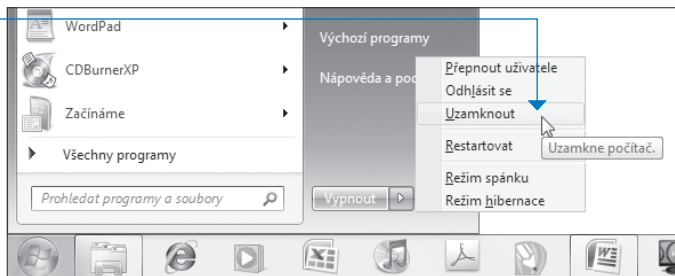 WordPad
CDBurnerXP
Začínáme
Všechny programy
Prohledat programy a soubory
Výchozí programy
Nápověda a pod
Vypnout
Přepnout uživatele
Odhlásit se
Uzamknout
Restartovat
Uzamkne počítač.
Režim spánku
Režim hibernace